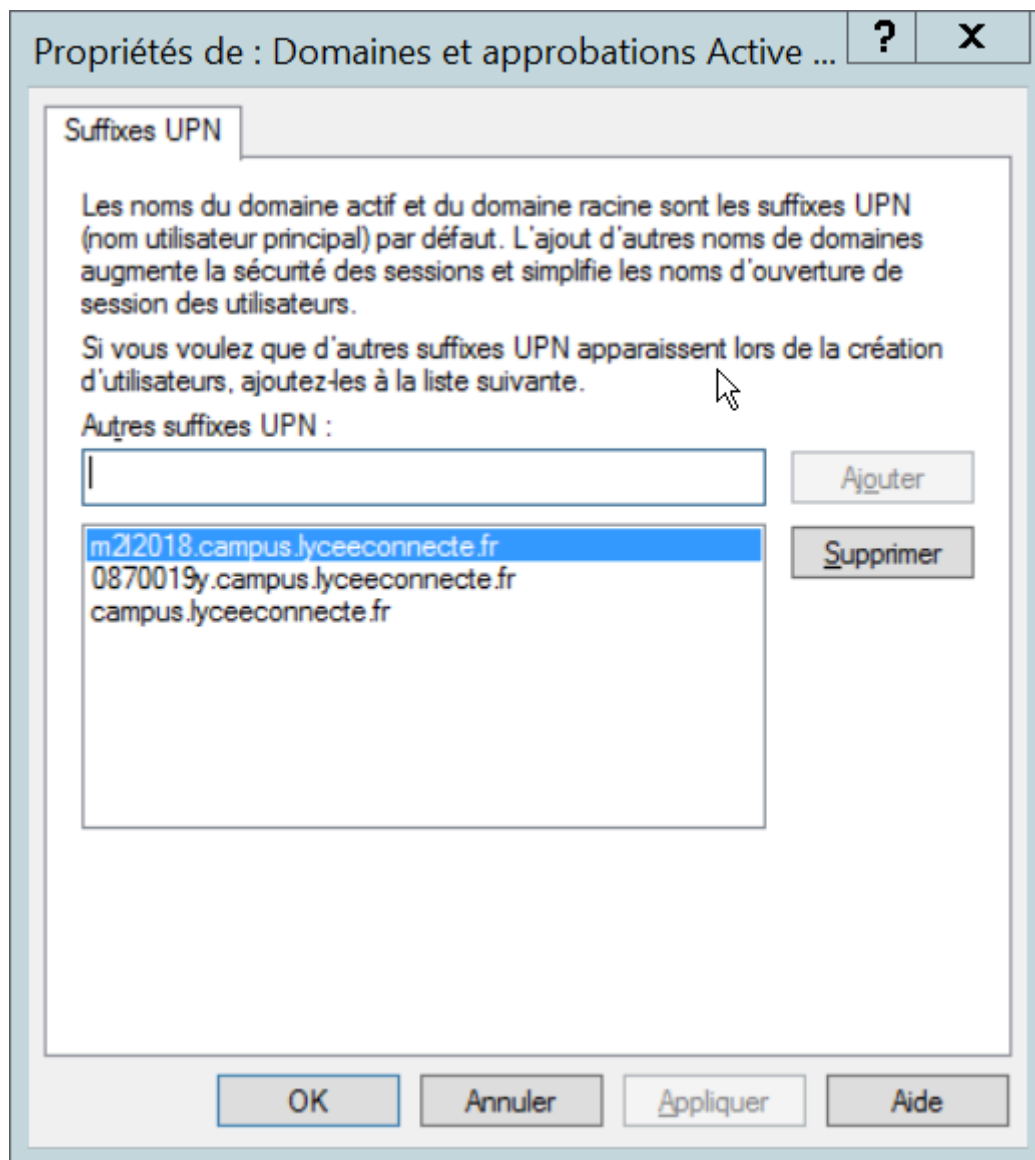 Propriétés de : Domaines et approbations Active ...
? X
Suffixes UPN
Les noms du domaine actif et du domaine racine sont les suffixes UPN
(nom utilisateur principal) par défaut. L'ajout d'autres noms de domaines
augmente la sécurité des sessions et simplifie les noms d'ouverture de
session des utilisateurs.
Si vous voulez que d'autres suffixes UPN apparaissent lors de la création
d'utilisateurs, ajoutez-les à la liste suivante.
Autres suffixes UPN :
Ajouter
m2l2018.campus.lyceeconnecte.fr
Supprimer
0870019y.campus.lyceeconnecte.fr
campus.lyceeconnecte.fr
OK
Annuler
Appliquer
Aide